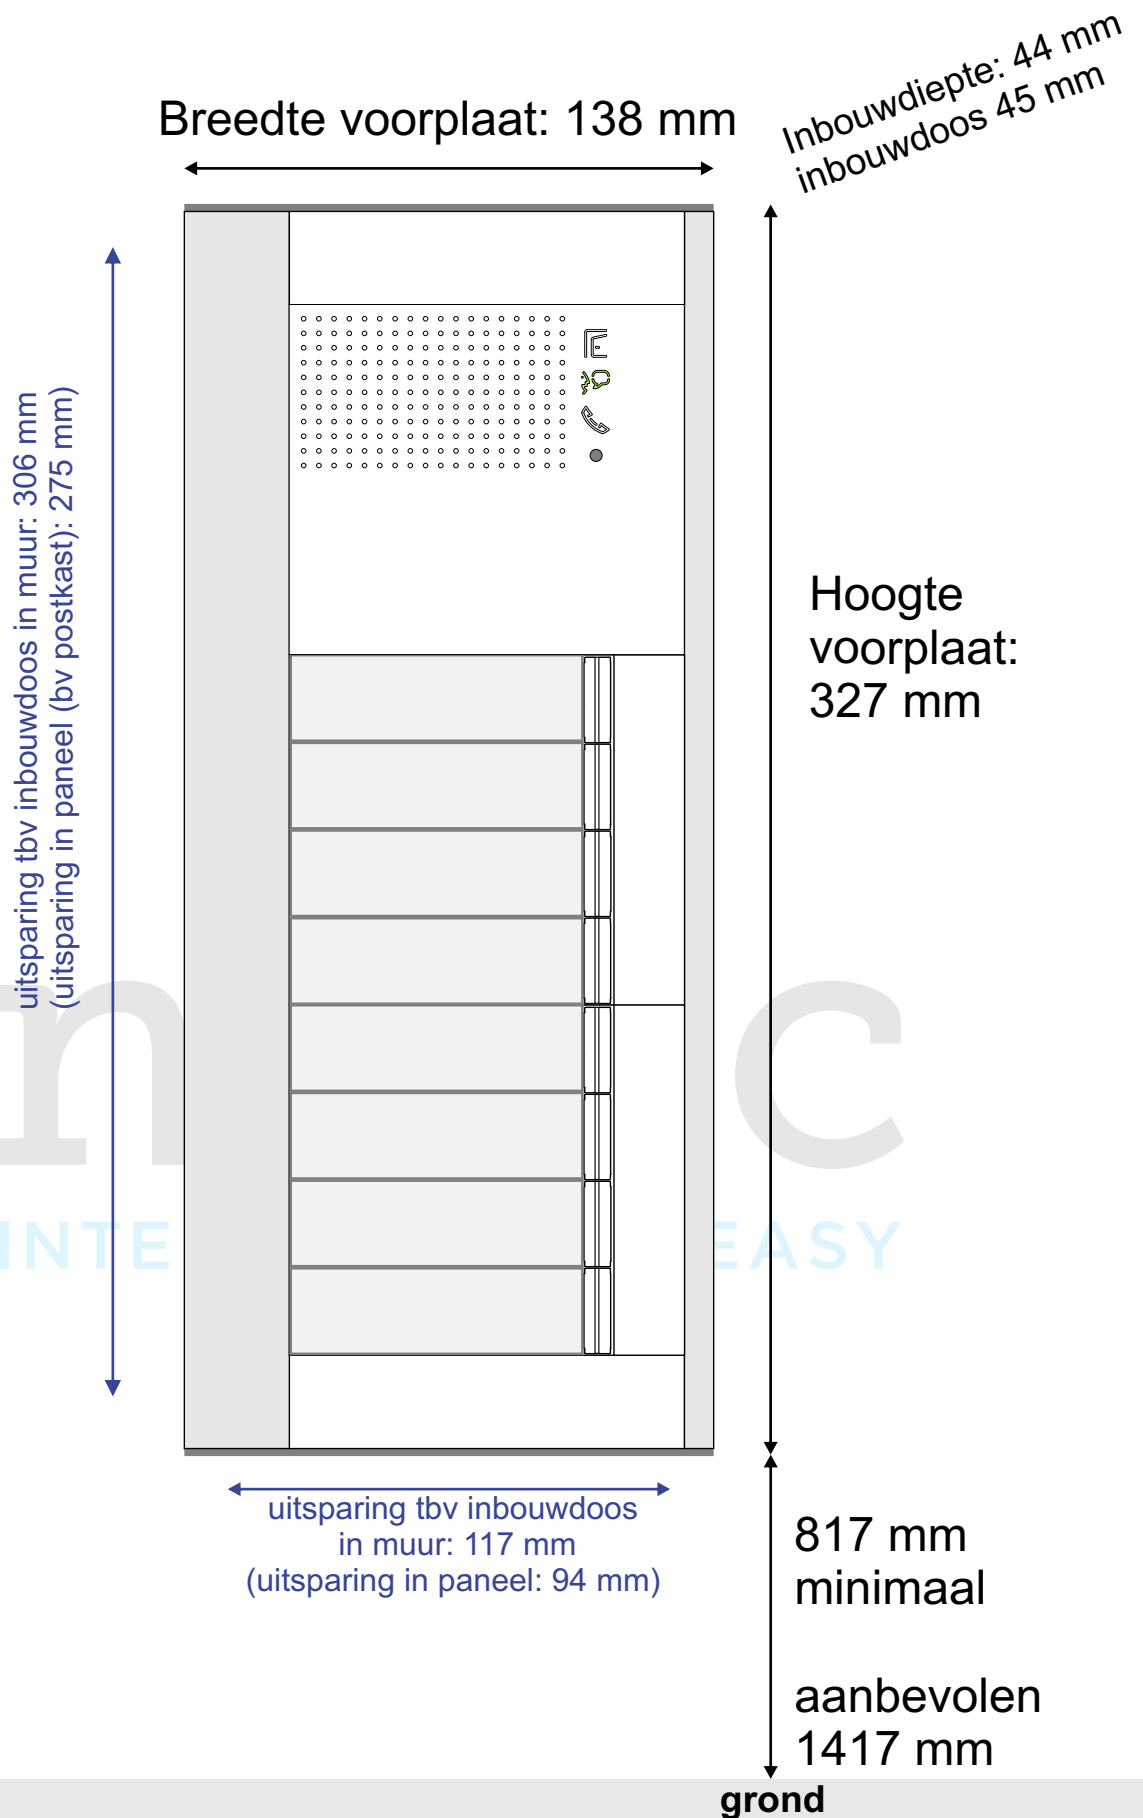 Inbouwdiepte: 44 mm
inbouwdoos 45 mm
Breedte voorplaat: 138 mm
uitsparing tbv inbouwdoos in muur: 306 mm
(uitsparing in paneel (bv postkast): 275 mm)
Hoogte
voorplaat:
327 mm
uitsparing tbv inbouwdoos
in muur: 117 mm
(uitsparing in paneel: 94 mm)
817 mm
minimaal
aanbevolen
1417 mm
grond